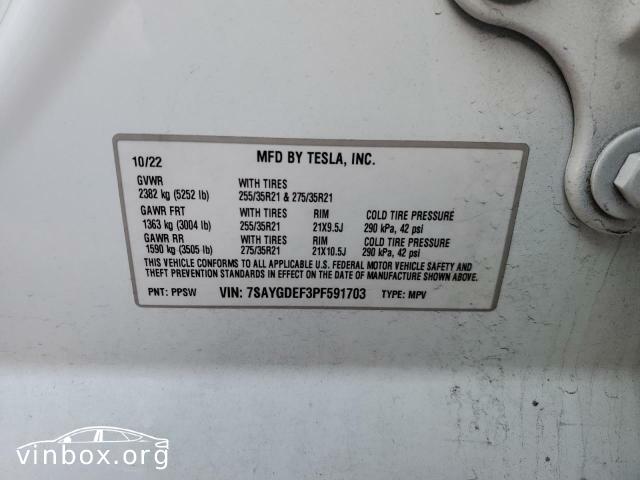 10/22 MFD BY TESLA, INC.
GVWR WITH TIRES
2382 kg (5252 lb) 255/35R21 & 275/35R21
GAWR FRT WITH TIRES RIM COLD TIRE PRESSURE
1363 kg (3004 lb) 255/35R21 21X9.5J 290 kPa, 42 psi
GAWR RR WITH TIRES RIM COLD TIRE PRESSURE
1590 kg (3505 lb) 275/35R21 21X10.5J 290 kPa, 42 psi
THIS VEHICLE CONFORMS TO ALL APPLICABLE U.S. FEDERAL MOTOR VEHICLE SAFETY AND
THEFT PREVENTION STANDARDS IN EFFECT ON THE DATE OF MANUFACTURE SHOWN ABOVE.
PNT: PPSW VIN: 7SAYGDEF3PF591703 TYPE: MPV
vinbox.org